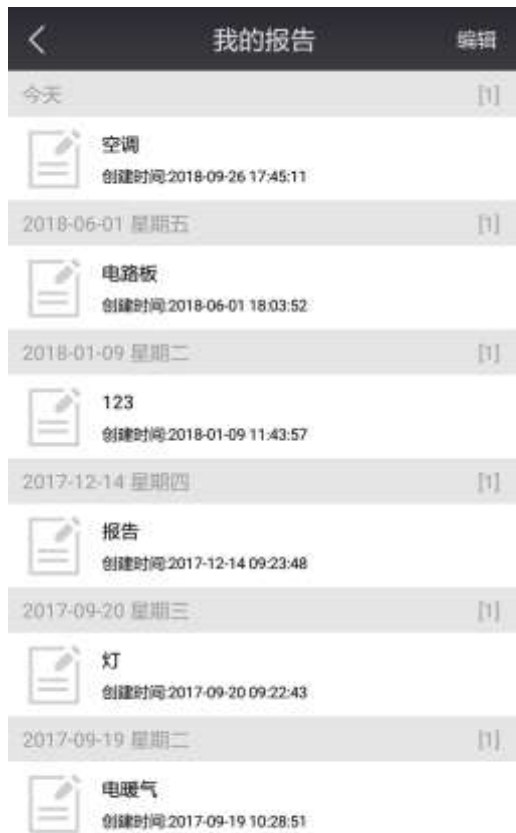 我的报告
编辑
今天
[1]
空调
创建时间:2018-09-26 17:45:11
2018-06-01 星期五
[1]
电路板
创建时间:2018-06-01 18:03:52
2018-01-09 星期二
[1]
123
创建时间:2018-01-09 11:43:57
2017-12-14 星期四
[1]
报告
创建时间:2017-12-14 09:23:48
2017-09-20 星期三
[1]
灯
创建时间:2017-09-20 09:22:43
2017-09-19 星期二
[1]
电暖气
创建时间:2017-09-19 10:28:51